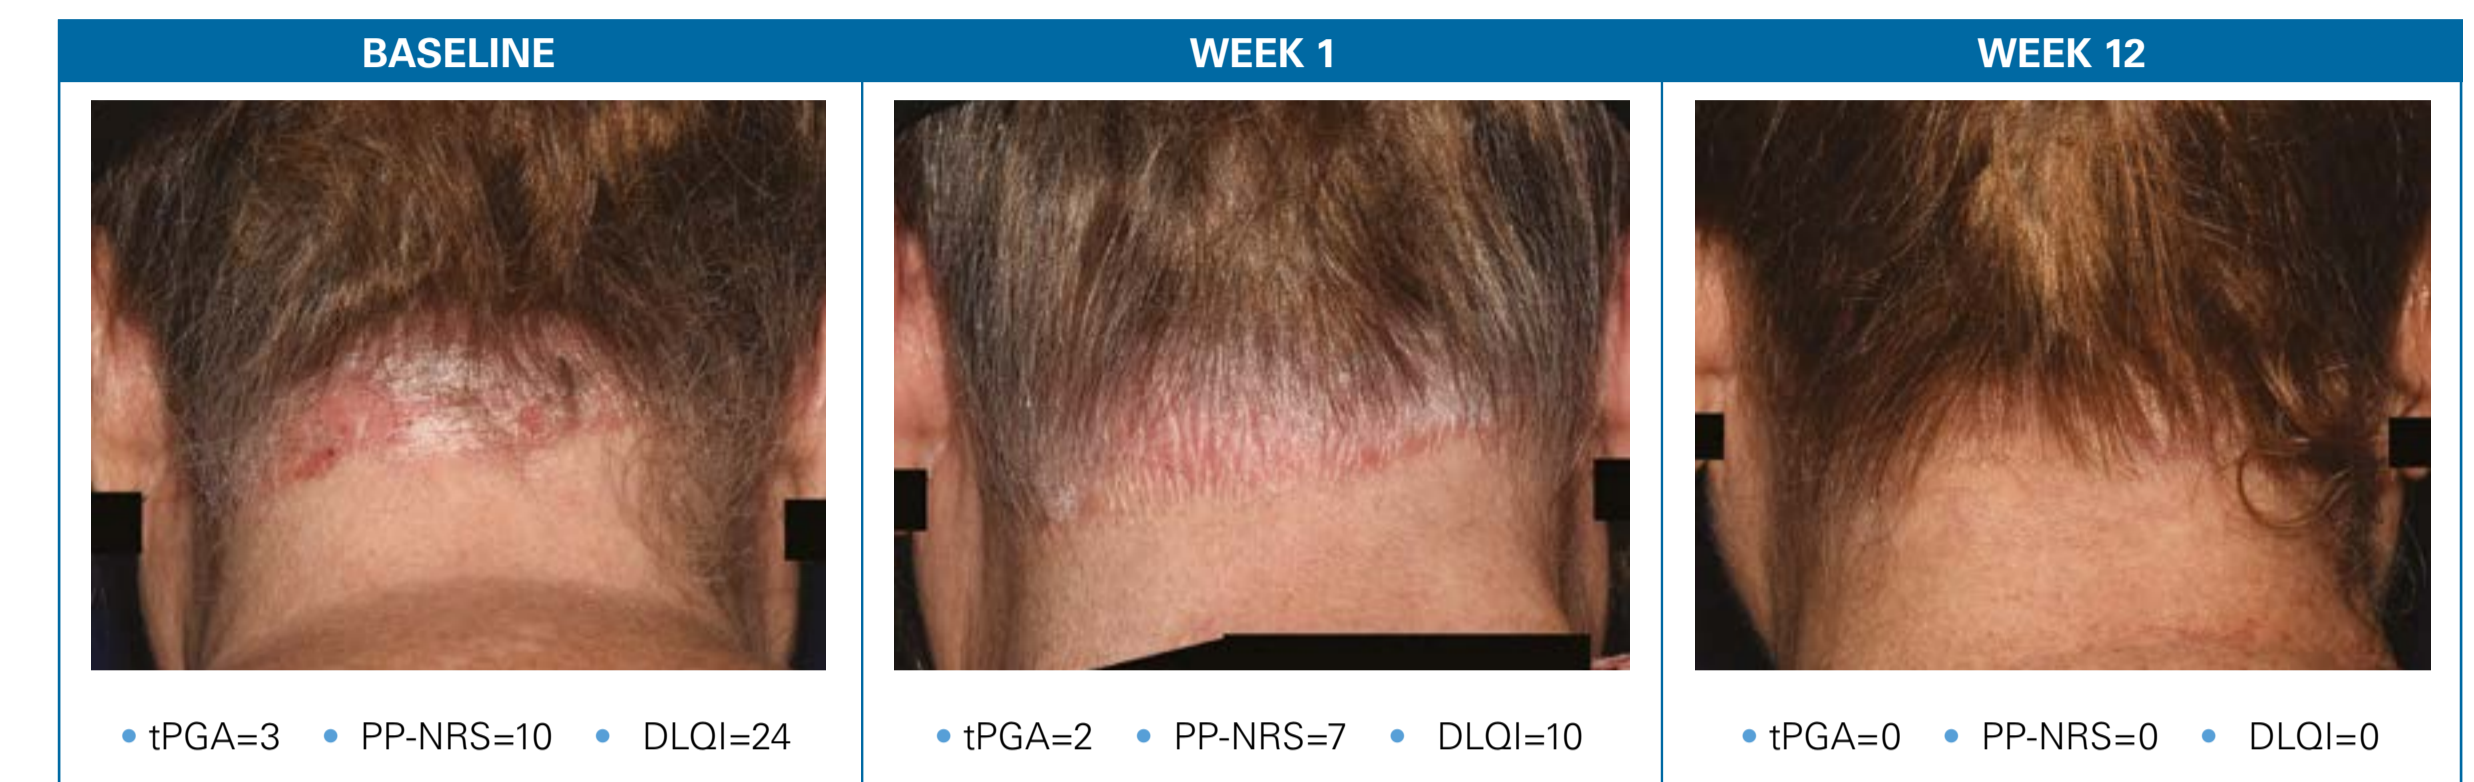 BASELINE
WEEK 1
WEEK 12
• tPGA=3 • PP-NRS=10 • DLQI=24
• tPGA=2 • PP-NRS=7 • DLQI=10
• tPGA=0 • PP-NRS=0 • DLQI=0